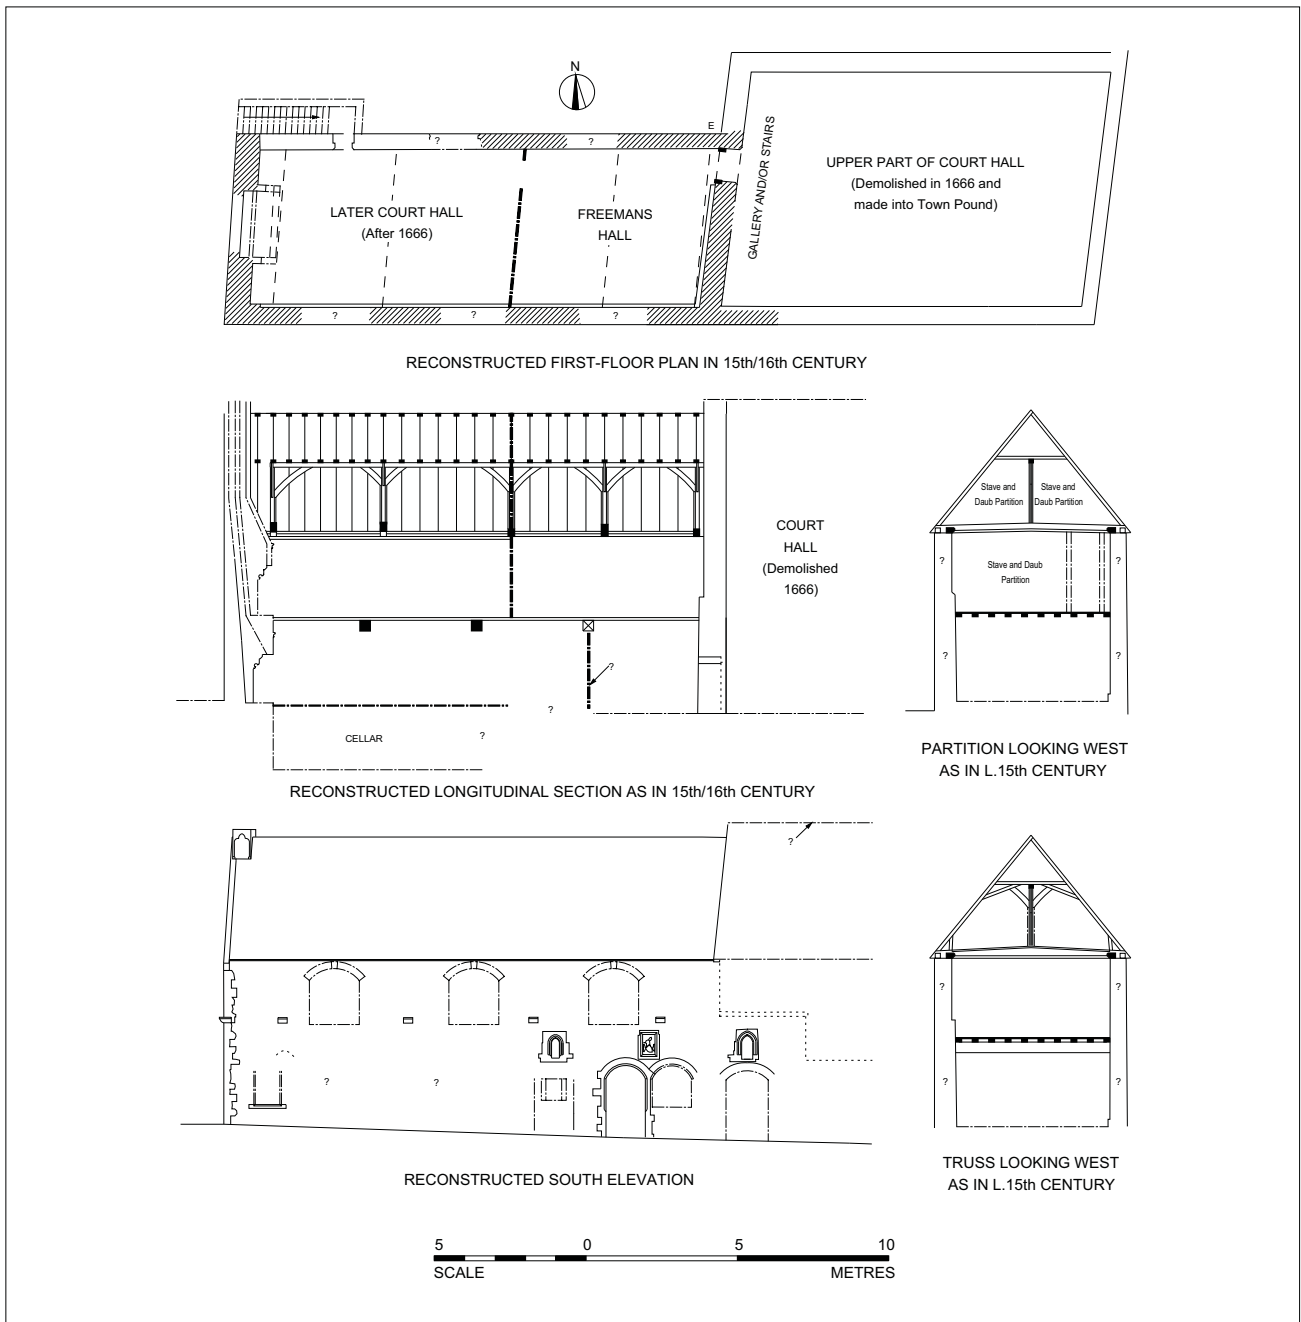 N
E
?
?
GALLERY AND/OR STAIRS
UPPER PART OF COURT HALL
(Demolished in 1666 and
made into Town Pound)
LATER COURT HALL
(After 1666)
FREEMANS
HALL
?
?
?
RECONSTRUCTED FIRST-FLOOR PLAN IN 15th/16th CENTURY
COURT
HALL
(Demolished
1666)
?
?
CELLAR
?
RECONSTRUCTED LONGITUDINAL SECTION AS IN 15th/16th CENTURY
Stave and
Daub Partition
Stave and
Daub Partition
?
?
Stave and Daub
Partition
?
?
PARTITION LOOKING WEST
AS IN L.15th CENTURY
?
?
?
RECONSTRUCTED SOUTH ELEVATION
?
?
?
?
TRUSS LOOKING WEST
AS IN L.15th CENTURY
5 0 5 10
SCALE METRES